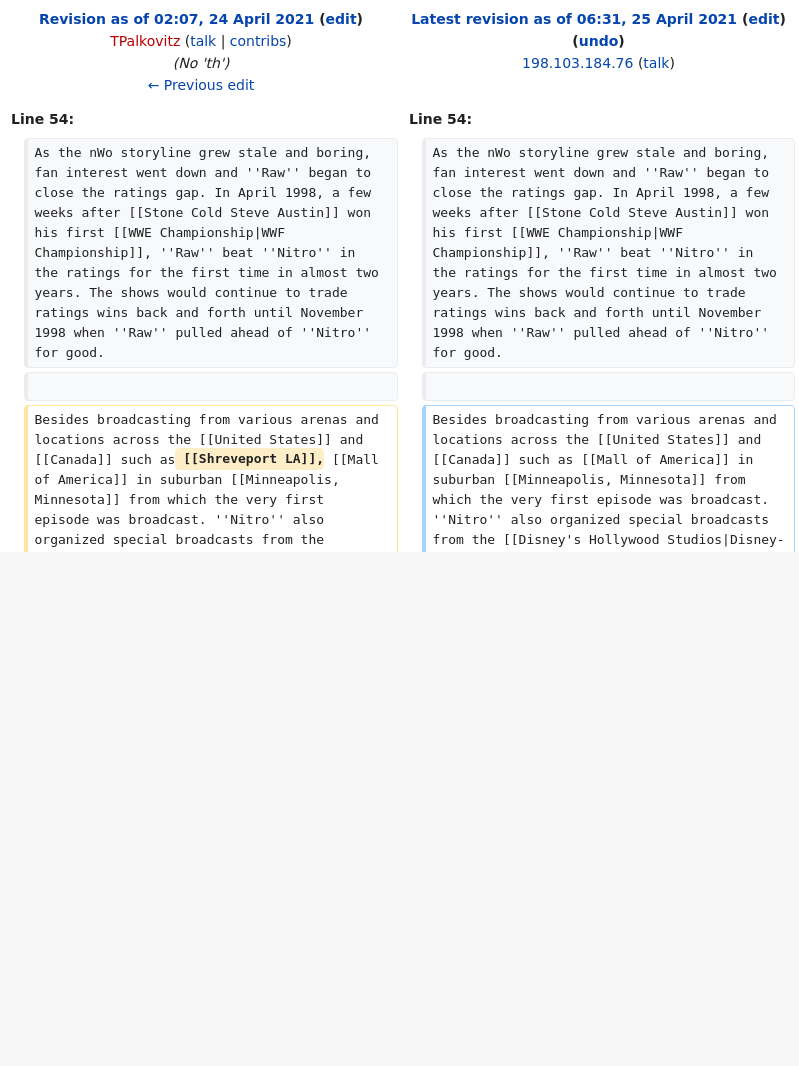 Revision as of 02:07, 24 April 2021 (edit)
TPalkovitz (talk | contribs)
(No 'th')
← Previous edit
Latest revision as of 06:31, 25 April 2021 (edit)
(undo)
198.103.184.76 (talk)
Line 54:
Line 54:
As the nWo storyline grew stale and boring,
fan interest went down and ''Raw'' began to
close the ratings gap. In April 1998, a few
weeks after [[Stone Cold Steve Austin]] won
his first [[WWE Championship|WWF
Championship]], ''Raw'' beat ''Nitro'' in
the ratings for the first time in almost two
years. The shows would continue to trade
ratings wins back and forth until November
1998 when ''Raw'' pulled ahead of ''Nitro''
for good.
As the nWo storyline grew stale and boring,
fan interest went down and ''Raw'' began to
close the ratings gap. In April 1998, a few
weeks after [[Stone Cold Steve Austin]] won
his first [[WWE Championship|WWF
Championship]], ''Raw'' beat ''Nitro'' in
the ratings for the first time in almost two
years. The shows would continue to trade
ratings wins back and forth until November
1998 when ''Raw'' pulled ahead of ''Nitro''
for good.
Besides broadcasting from various arenas and
locations across the [[United States]] and
[[Canada]] such as [[Shreveport LA]], [[Mall
of America]] in suburban [[Minneapolis,
Minnesota]] from which the very first
episode was broadcast. ''Nitro'' also
organized special broadcasts from the
Besides broadcasting from various arenas and
locations across the [[United States]] and
[[Canada]] such as [[Mall of America]] in
suburban [[Minneapolis, Minnesota]] from
which the very first episode was broadcast.
''Nitro'' also organized special broadcasts
from the [[Disney's Hollywood Studios|Disney-